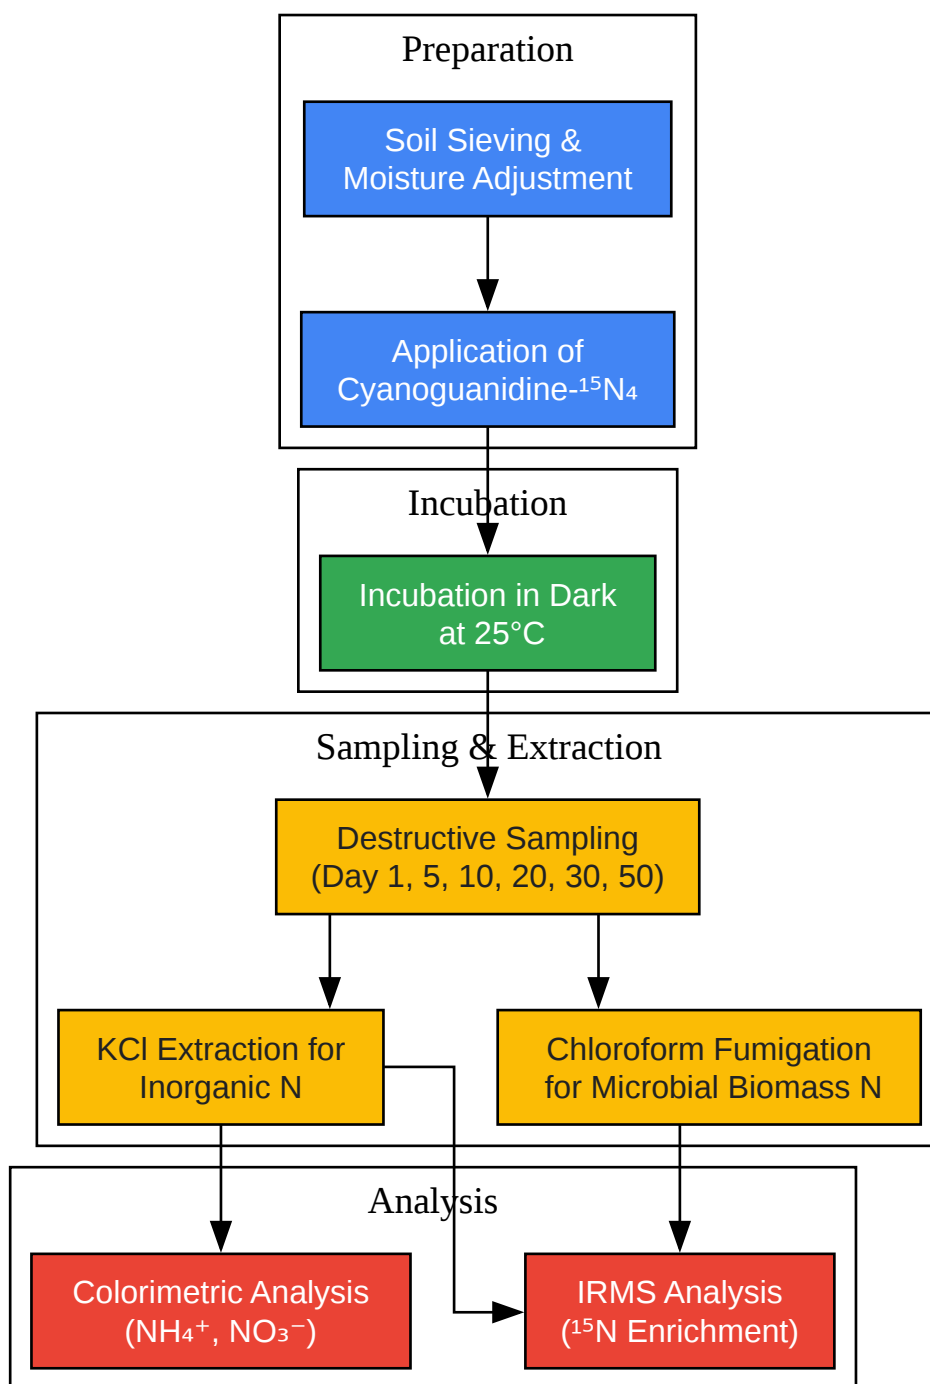 Preparation
Soil Sieving &
Moisture Adjustment
Application of
Cyanoguanidine-¹⁵N₄
Incubation
Incubation in Dark
at 25°C
Sampling & Extraction
Destructive Sampling
(Day 1, 5, 10, 20, 30, 50)
KCl Extraction for
Inorganic N
Chloroform Fumigation
for Microbial Biomass N
Analysis
Colorimetric Analysis
(NH₄⁺, NO₃⁻)
IRMS Analysis
(¹⁵N Enrichment)